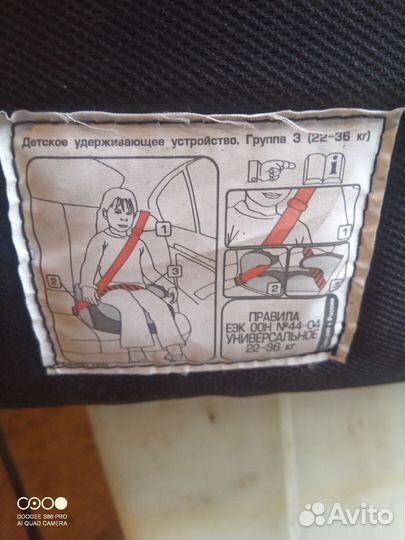 Детское удерживающее устройство. Группа 3 (22-36 кг)
1
2
3
i
1
2
3
ПРАВИЛА
ЕЭК ООН №44-04
УНИВЕРСАЛЬНОЕ
22-36 кг
DOOGEE S86 PRO
AI QUAD CAMERA
Avito